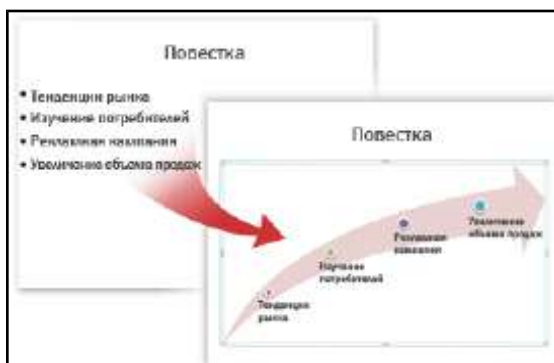 Повестка
• Тенденции рынка
• Изучение потребителей
• Рекламная кампания
• Увеличение объема продаж
Повестка
Тенденции
рынка
Изучение
потребителей
Рекламная
кампания
Увеличение
объема продаж